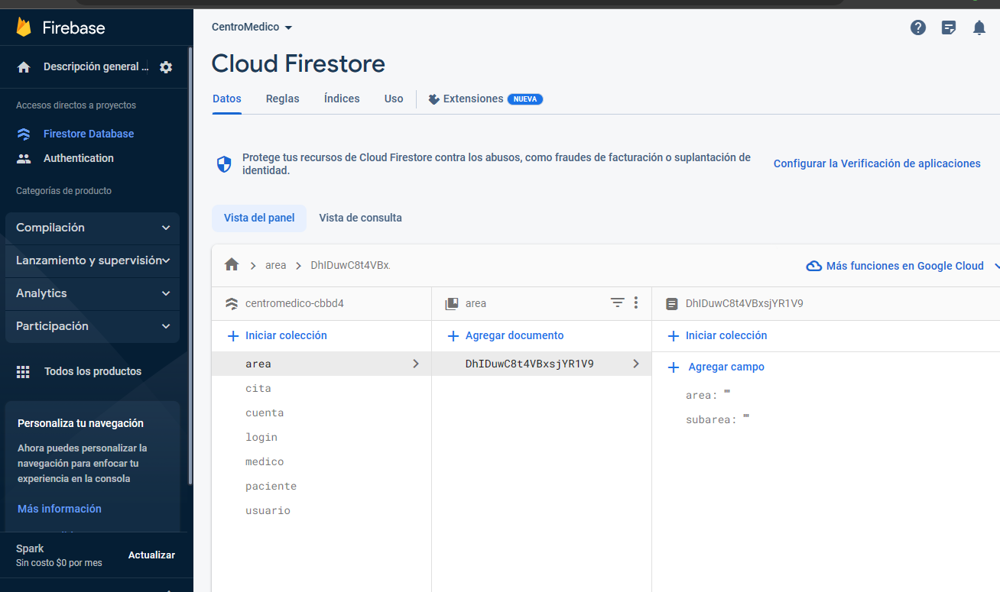 Firebase
Descripción general ...
Accesos directos a proyectos
Firestore Database
Authentication
Categorías de producto
Compilación
Lanzamiento y supervisión
Analytics
Participación
Todos los productos
Personaliza tu navegación
Ahora puedes personalizar la
navegación para enfocar tu
experiencia en la consola
Más información
Spark
Sin costo $0 por mes
Actualizar
CentroMedico
Cloud Firestore
Datos
Reglas
Índices
Uso
Extensiones
NUEVA
Protege tus recursos de Cloud Firestore contra los abusos, como fraudes de facturación o suplantación de
identidad.
Configurar la Verificación de aplicaciones
Vista del panel
Vista de consulta
area
DhIDuwC8t4VBx.
Más funciones en Google Cloud
centromedico-cbbd4
Iniciar colección
area
cita
cuenta
login
medico
paciente
usuario
area
Agregar documento
DhIDuwC8t4VBxsjYR1V9
DhIDuwC8t4VBxsjYR1V9
Iniciar colección
Agregar campo
area: ""
subarea: ""